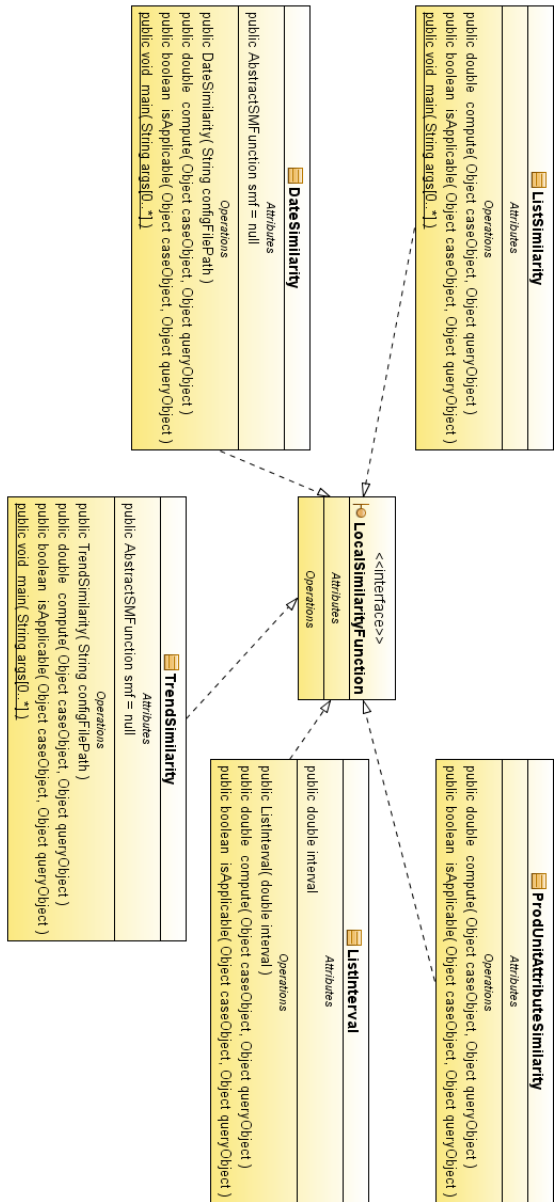 ListSimilarity
Attributes
Operations
public double compute( Object caseObject, Object queryObject )
public boolean isApplicable( Object caseObject, Object queryObject )
public void main( String args[0..*] )
DateSimilarity
Attributes
public AbstractSMFunction smf = null
Operations
public DateSimilarity( String configFilePath )
public double compute( Object caseObject, Object queryObject )
public boolean isApplicable( Object caseObject, Object queryObject )
public void main( String args[0..*] )
<<interface>>
LocalSimilarityFunction
Attributes
Operations
TrendSimilarity
Attributes
public AbstractSMFunction smf = null
Operations
public TrendSimilarity( String configFilePath )
public double compute( Object caseObject, Object queryObject )
public boolean isApplicable( Object caseObject, Object queryObject )
public void main( String args[0..*] )
ProdUnitAttributeSimilarity
Attributes
Operations
public double compute( Object caseObject, Object queryObject )
public boolean isApplicable( Object caseObject, Object queryObject )
ListInterval
Attributes
public double interval
Operations
public ListInterval( double interval )
public double compute( Object caseObject, Object queryObject )
public boolean isApplicable( Object caseObject, Object queryObject )